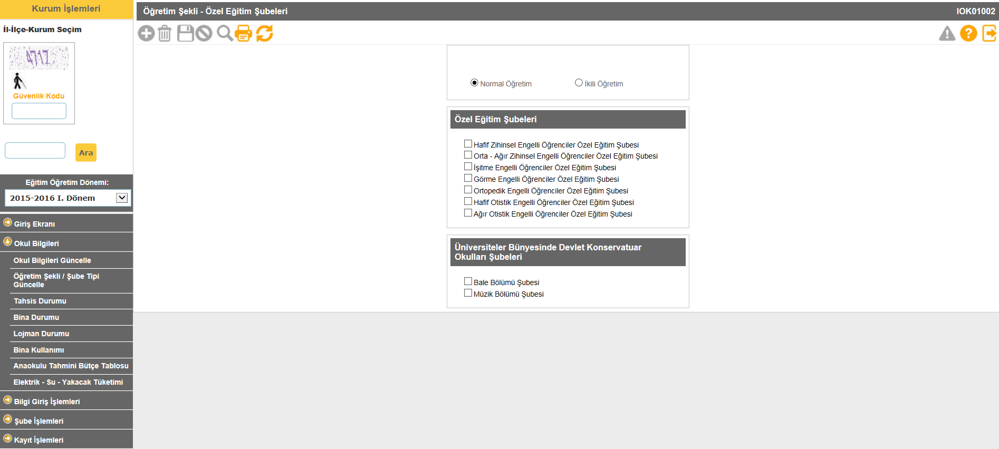 Kurum İşlemleri
İl-İlçe-Kurum Seçim
4712
Güvenlik Kodu
Ara
Eğitim Öğretim Dönemi:
2015-2016 I. Dönem
Giriş Ekranı
Okul Bilgileri
Okul Bilgileri Güncelle
Öğretim Şekli / Şube Tipi
Güncelle
Tahsis Durumu
Bina Durumu
Lojman Durumu
Bina Kullanımı
Anaokulu Tahmini Bütçe Tablosu
Elektrik - Su - Yakacak Tüketimi
Bilgi Giriş İşlemleri
Şube İşlemleri
Kayıt İşlemleri
Öğretim Şekli - Özel Eğitim Şubeleri
IOK01002
Normal Öğretim
İkili Öğretim
Özel Eğitim Şubeleri
Hafif Zihinsel Engelli Öğrenciler Özel Eğitim Şubesi
Orta - Ağır Zihinsel Engelli Öğrenciler Özel Eğitim Şubesi
İşitme Engelli Öğrenciler Özel Eğitim Şubesi
Görme Engelli Öğrenciler Özel Eğitim Şubesi
Ortopedik Engelli Öğrenciler Özel Eğitim Şubesi
Hafif Otistik Engelli Öğrenciler Özel Eğitim Şubesi
Ağır Otistik Engelli Öğrenciler Özel Eğitim Şubesi
Üniversiteler Bünyesinde Devlet Konservatuar
Okulları Şubeleri
Bale Bölümü Şubesi
Müzik Bölümü Şubesi